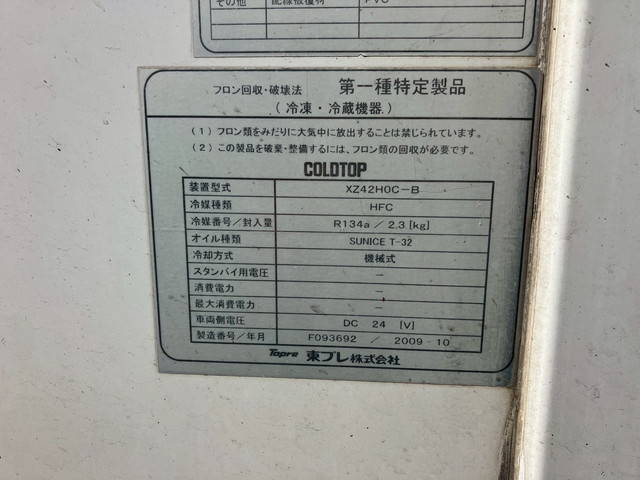 その他 配線被覆材 PVC
フロン回収・破壊法 第一種特定製品
(冷凍・冷蔵機器)
(1) フロン類をみだりに大気中に放出することは禁じられています。
(2) この製品を破棄・整備するには、フロン類の回収が必要です。
COLDTOP
装置型式 XZ42H0C-B
冷媒種類 HFC
冷媒番号/封入量 R134a / 2.3 [kg]
オイル種類 SUNICE T-32
冷却方式 機械式
スタンバイ用電圧 —
消費電力 —
最大消費電力 —
車両側電圧 DC 24 [V]
製造番号/年月 F093692 / 2009 10
Topre 東プレ株式会社